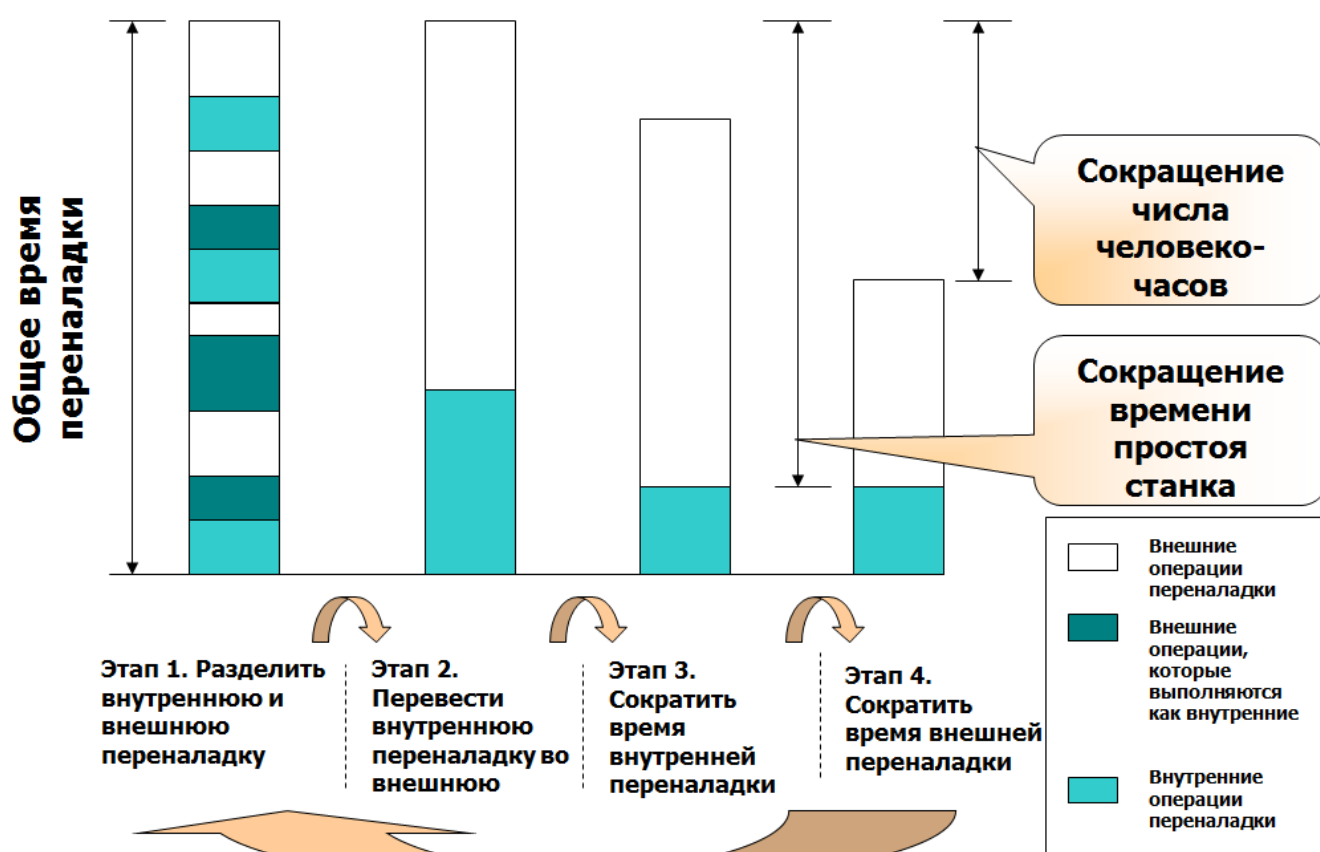 Общее время
переналадки
Сокращение
числа
человеко-
часов
Сокращение
времени
простоя
станка
Внешние
операции
переналадки
Внешние
операции,
которые
выполняются
как внутренние
Внутренние
операции
переналадки
Этап 1. Разделить
внутреннюю и
внешнюю
переналадку
Этап 2.
Перевести
внутреннюю
переналадку во
внешнюю
Этап 3.
Сократить
время
внутренней
переналадки
Этап 4.
Сократить
время внешней
переналадки